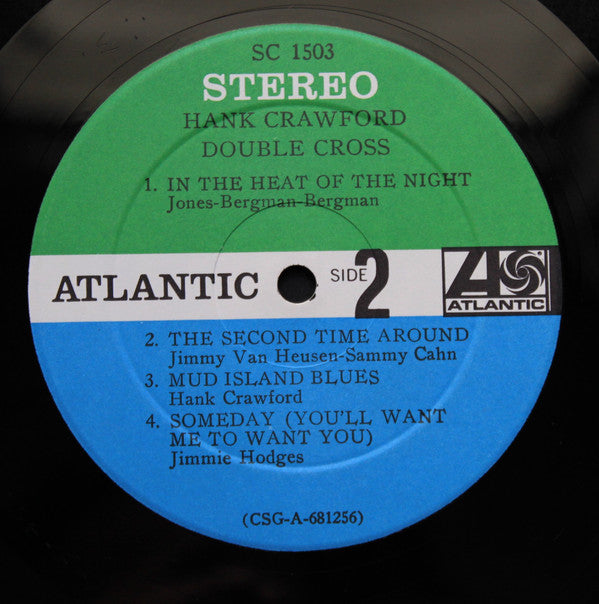 SC 1503
STEREO
HANK CRAWFORD
DOUBLE CROSS
1. IN THE HEAT OF THE NIGHT
Jones-Bergman-Bergman
ATLANTIC SIDE 2
ATLANTIC
2. THE SECOND TIME AROUND
Jimmy Van Heusen-Sammy Cahn
3. MUD ISLAND BLUES
Hank Crawford
4. SOMEDAY (YOU'LL WANT
ME TO WANT YOU)
Jimmie Hodges
(CSG-A-681256)